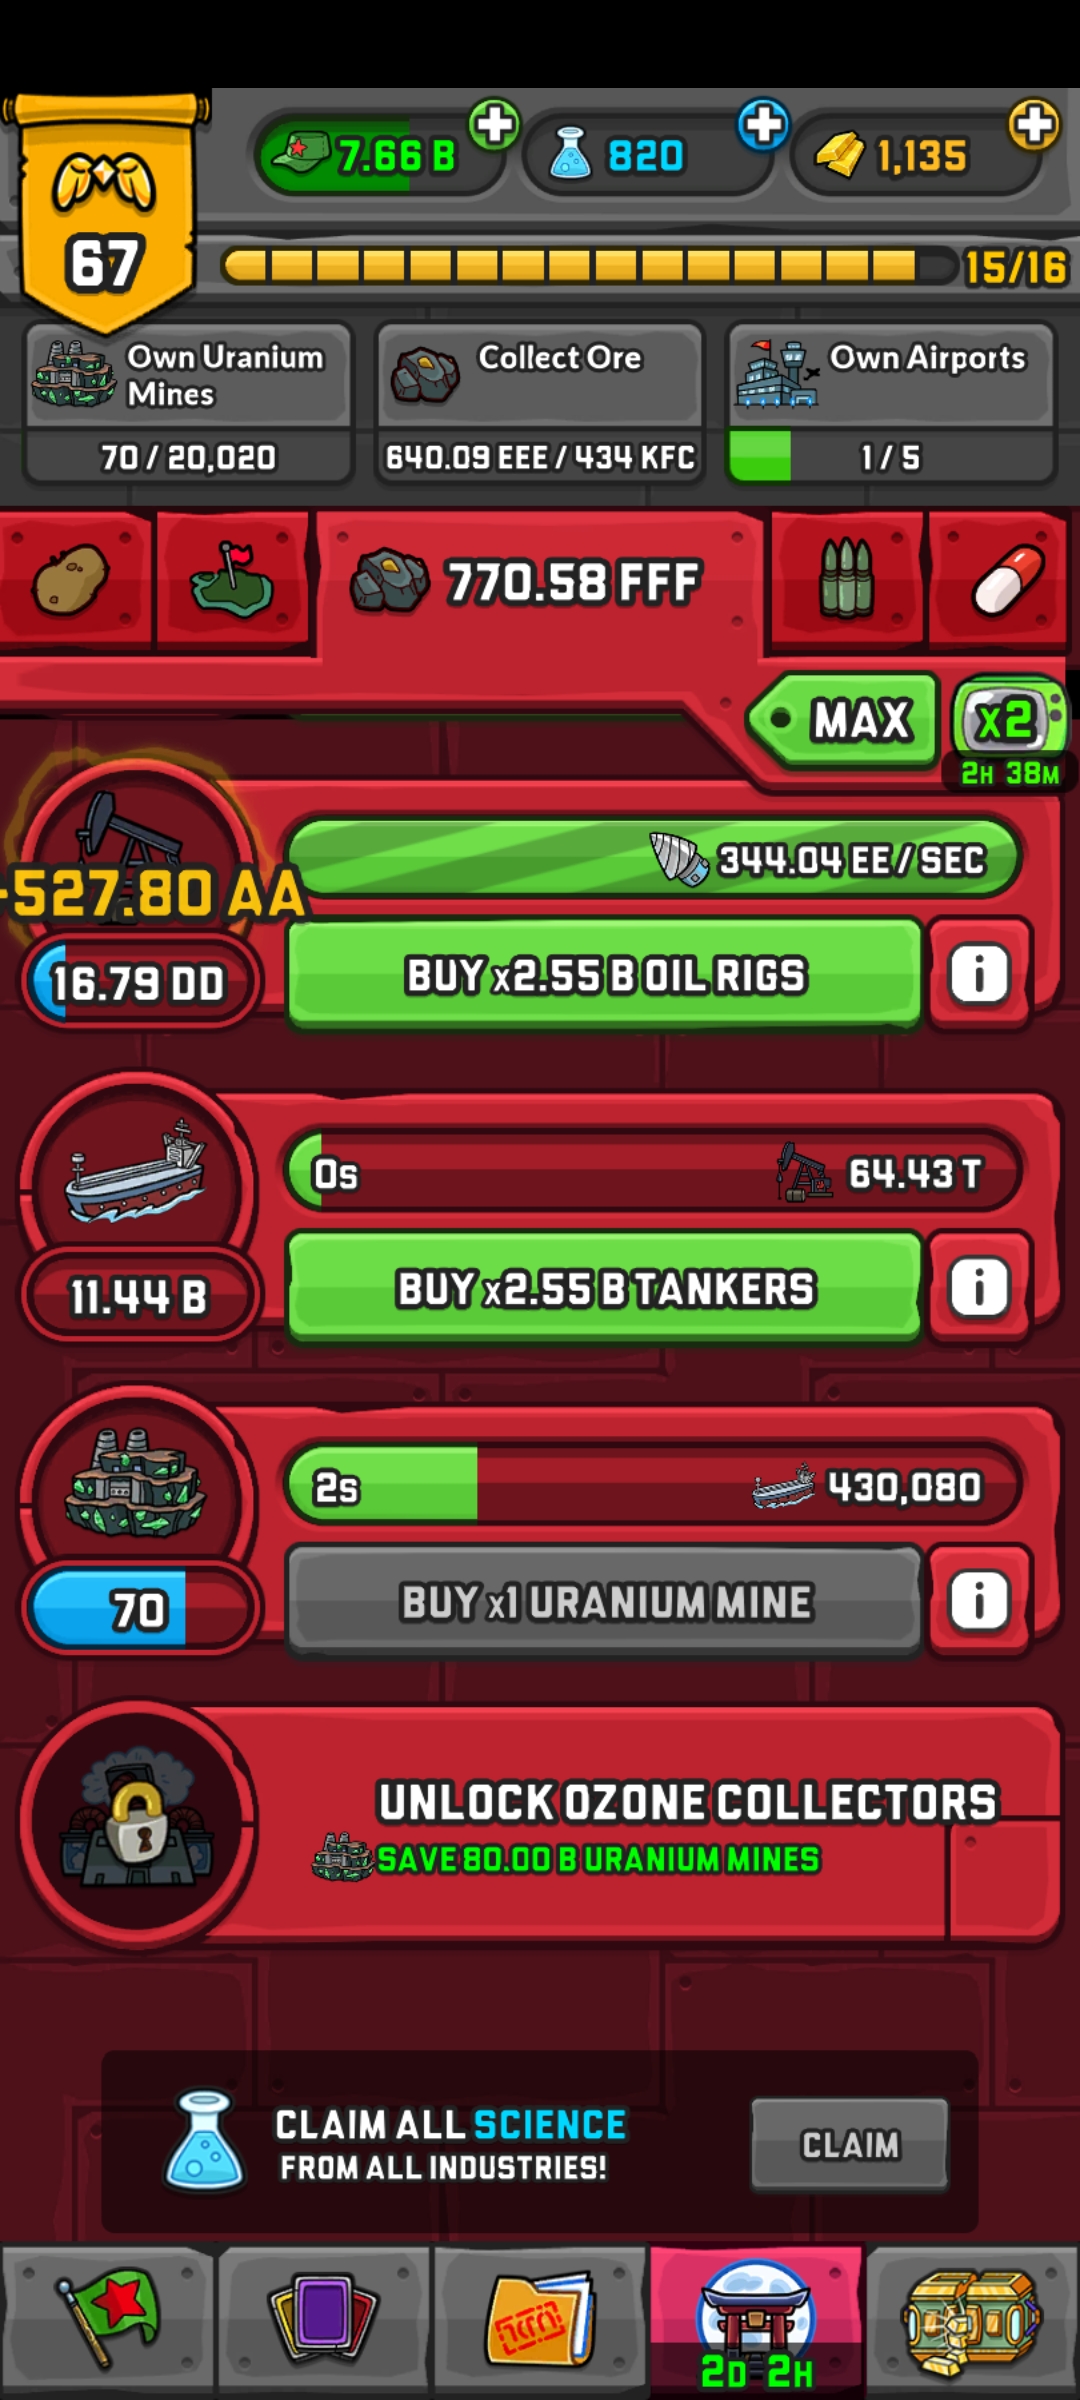 67
7.66 B
820
1,135
15/16
Own Uranium
Mines
70 / 20,020
Collect Ore
640.09 EEE / 434 KFC
Own Airports
1 / 5
770.58 FFF
MAX
x2
2H 38M
344.04 EE / SEC
-527.80 AA
16.79 DD
BUY x2.55 B OIL RIGS
i
0s
64.43 T
11.44 B
BUY x2.55 B TANKERS
i
2s
430,080
70
BUY x1 URANIUM MINE
i
UNLOCK OZONE COLLECTORS
SAVE 80.00 B URANIUM MINES
CLAIM ALL SCIENCE
FROM ALL INDUSTRIES!
CLAIM
2D 2H